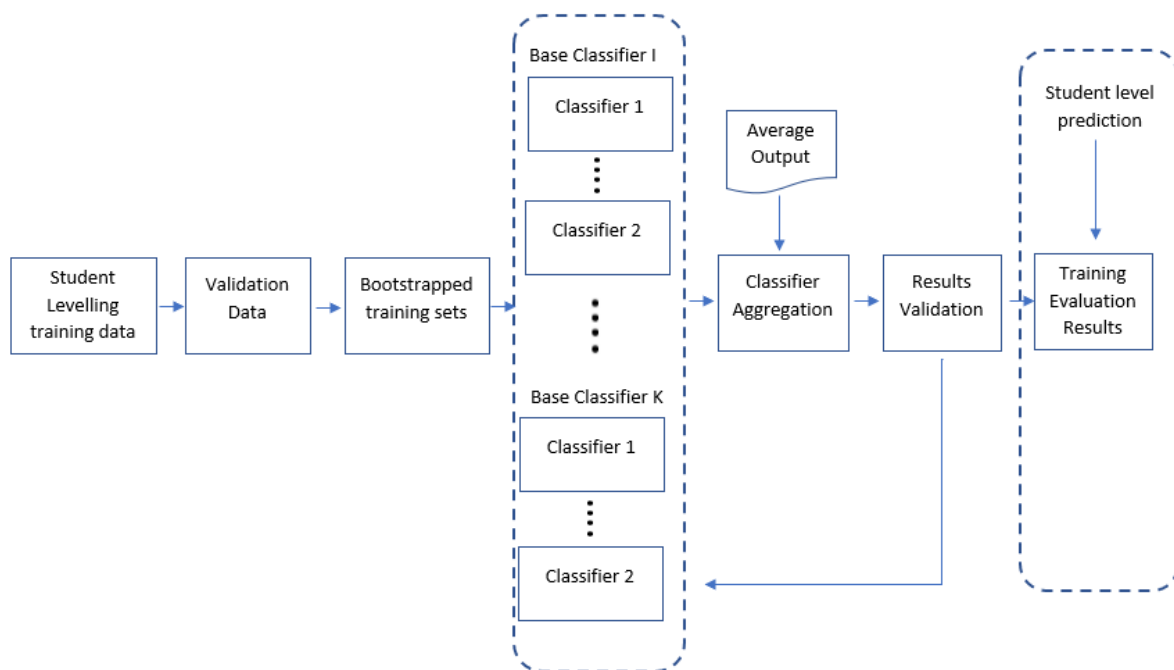 Student
Levelling
training data
Validation
Data
Bootstrapped
training sets
Base Classifier I
Classifier 1
Classifier 2
Base Classifier K
Classifier 1
Classifier 2
Average
Output
Classifier
Aggregation
Results
Validation
Student level
prediction
Training
Evaluation
Results